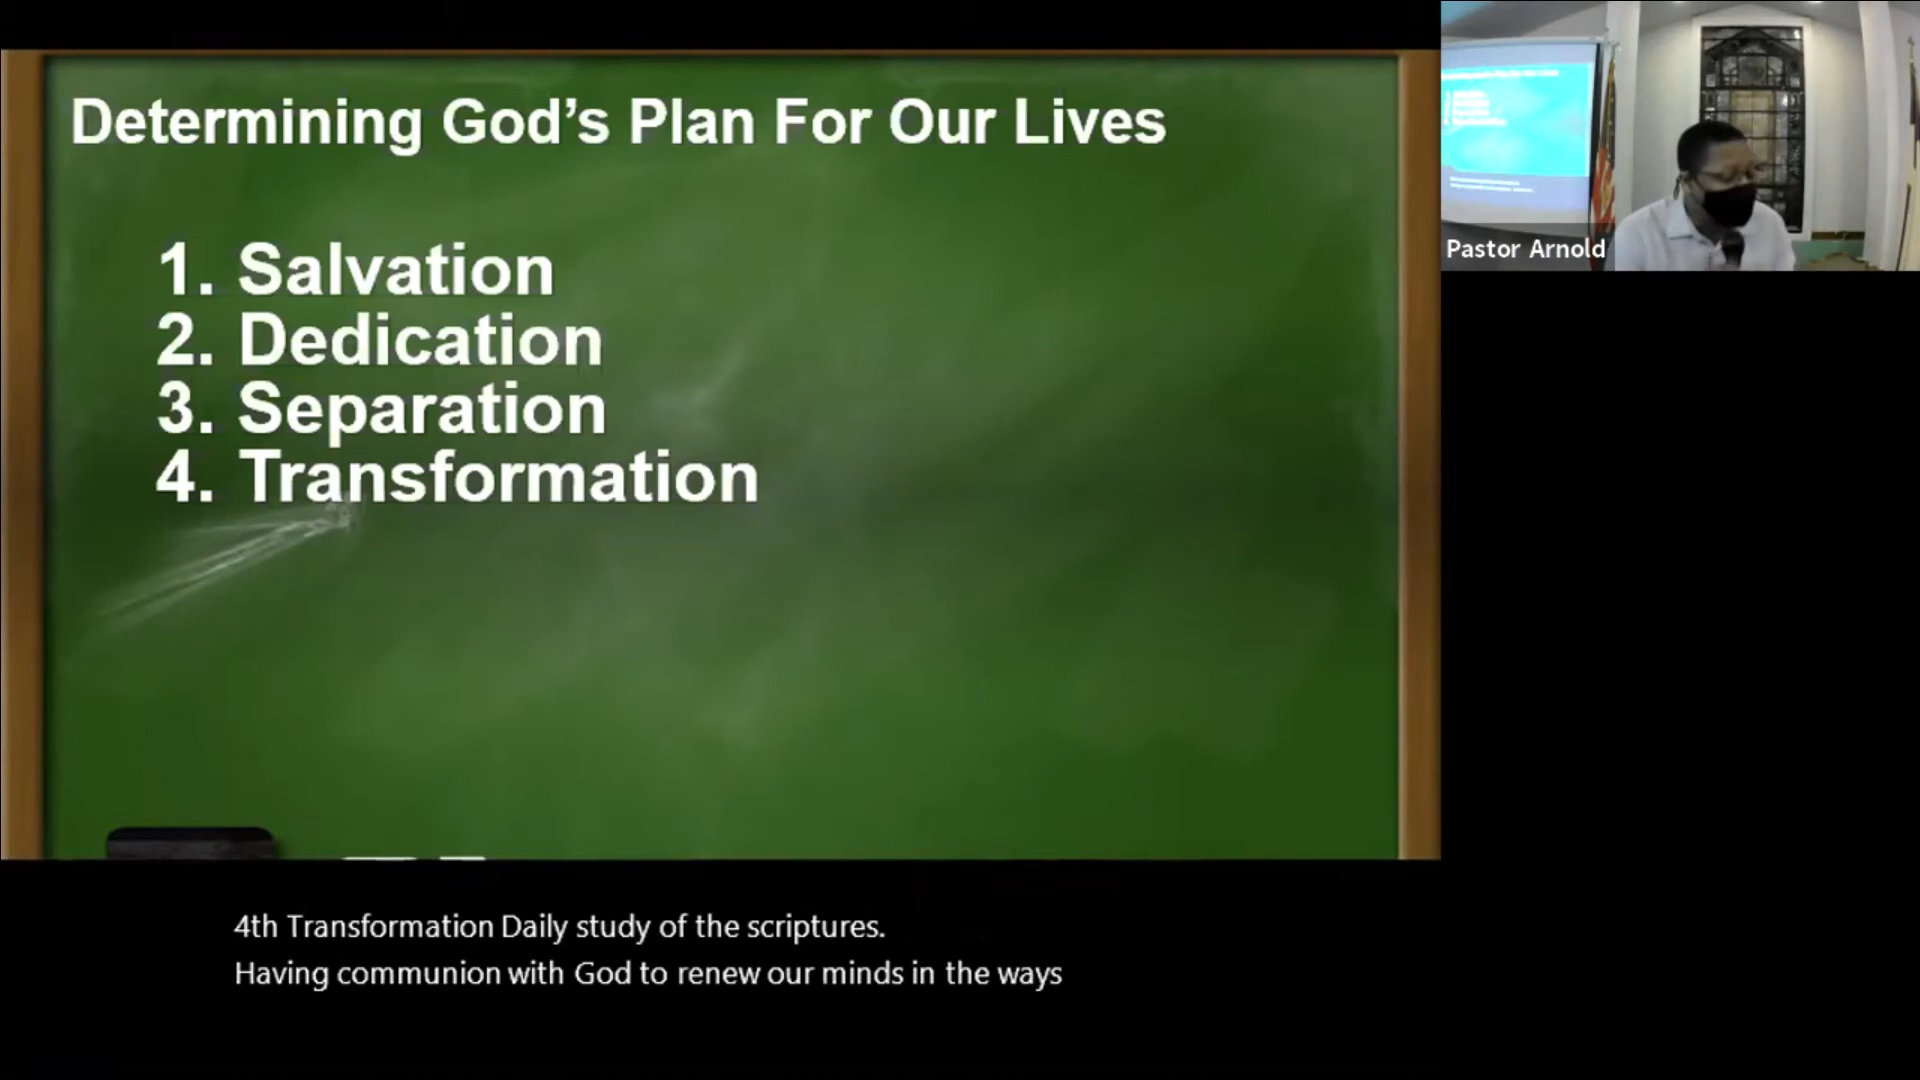 Determining God’s Plan For Our Lives
1. Salvation
2. Dedication
3. Separation
4. Transformation
Pastor Arnold
4th Transformation Daily study of the scriptures.
Having communion with God to renew our minds in the ways